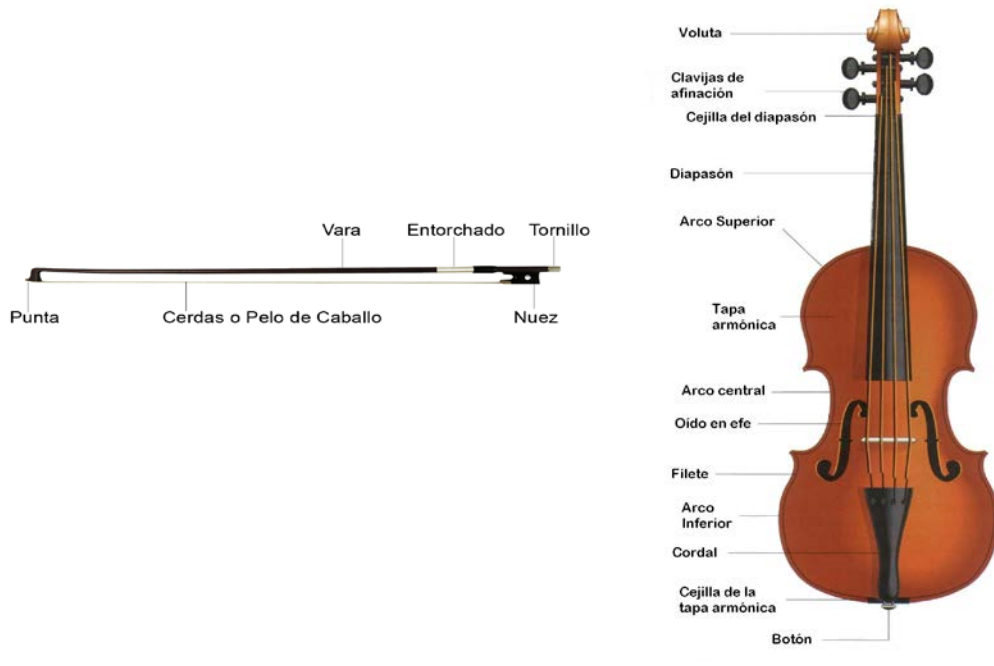 Vara
Entorchado
Tornillo
Punta
Cerdas o Pelo de Caballo
Nuez
Voluta
Clavijas de
afinación
Cejilla del diapasón
Diapasón
Arco Superior
Tapa
armónica
Arco central
Oído en efe
Filete
Arco
Inferior
Cordal
Cejilla de la
tapa armónica
Botón